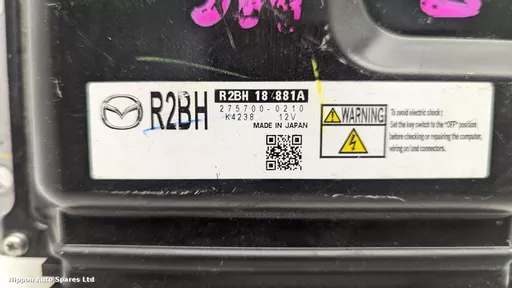 R2BH
R2BH 18 881A
275700-0210
K4238 12V
MADE IN JAPAN
WARNING
To avoid electric shock ;
Set the key switch to the "OFF" position
before checking or repairing the computer,
wiring on/and connectors.
Nippon Auto Spares Ltd